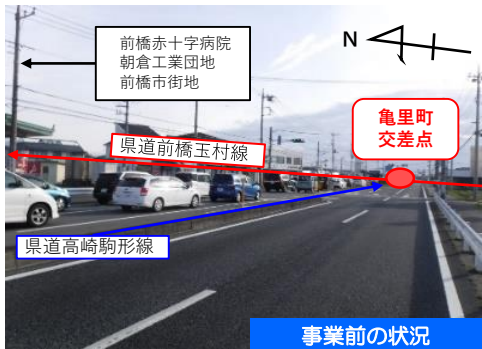 前橋赤十字病院
朝倉工業団地
前橋市街地
N
亀里町
交差点
県道前橋玉村線
県道高崎駒形線
事業前の状況